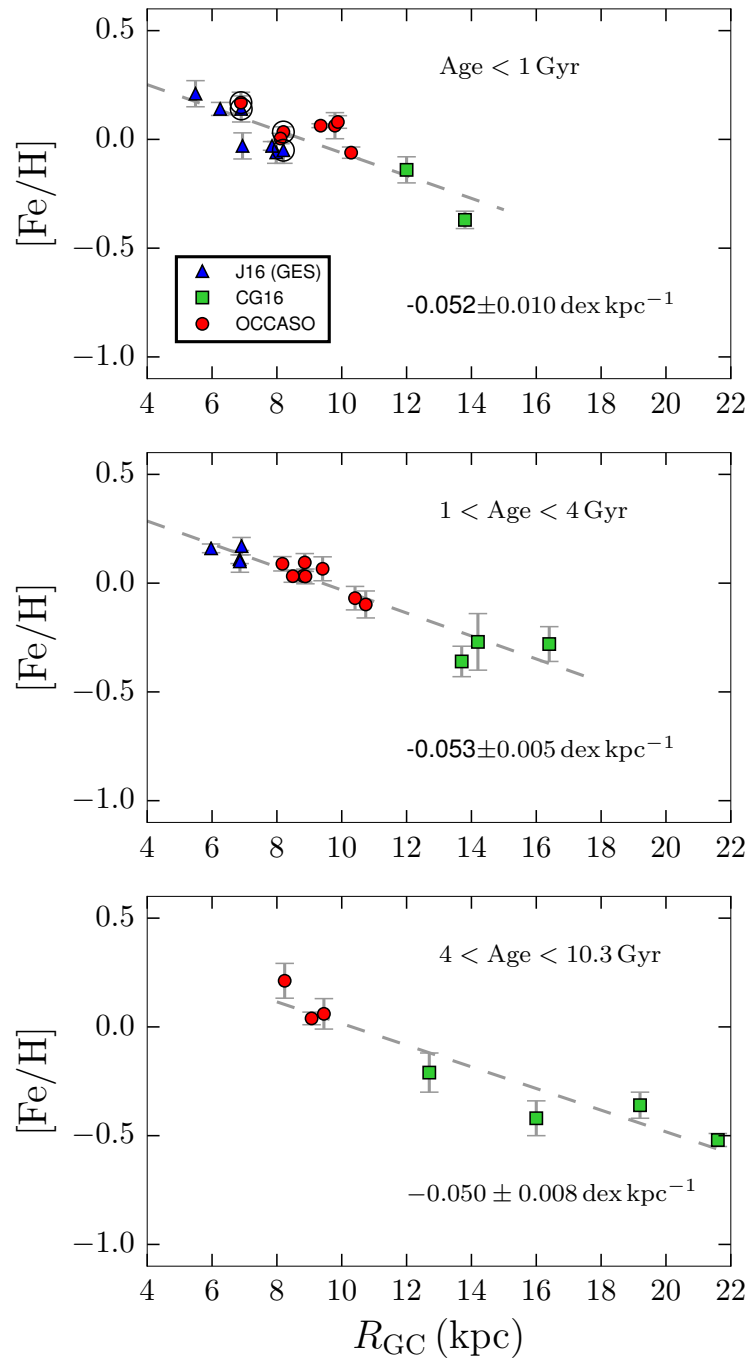 0.5
0.0
−0.5
−1.0
[Fe/H]
Age < 1 Gyr
J16 (GES)
CG16
OCCASO
-0.052±0.010 dex kpc⁻¹
4 6 8 10 12 14 16 18 20 22
0.5
0.0
−0.5
−1.0
[Fe/H]
1 < Age < 4 Gyr
-0.053±0.005 dex kpc⁻¹
4 6 8 10 12 14 16 18 20 22
0.5
0.0
−0.5
−1.0
[Fe/H]
4 < Age < 10.3 Gyr
−0.050 ± 0.008 dex kpc⁻¹
4 6 8 10 12 14 16 18 20 22
R_GC (kpc)